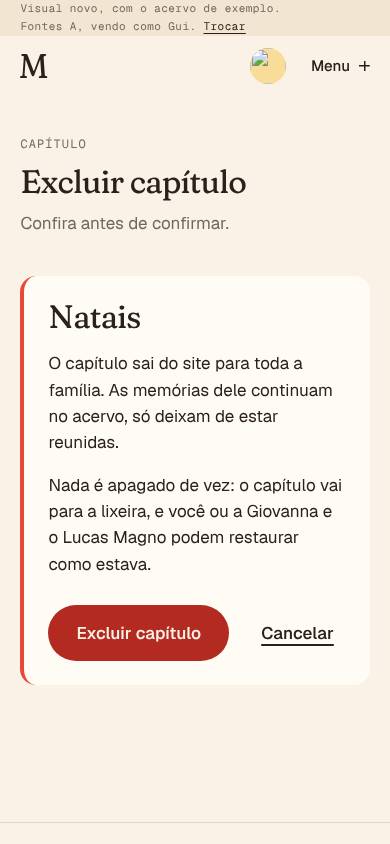 Visual novo, com o acervo de exemplo.
Fontes A, vendo como Gui. Trocar
M
Menu +
CAPÍTULO
Excluir capítulo
Confira antes de confirmar.
Natais
O capítulo sai do site para toda a
família. As memórias dele continuam
no acervo, só deixam de estar
reunidas.
Nada é apagado de vez: o capítulo vai
para a lixeira, e você ou a Giovanna e
o Lucas Magno podem restaurar
como estava.
Excluir capítulo
Cancelar